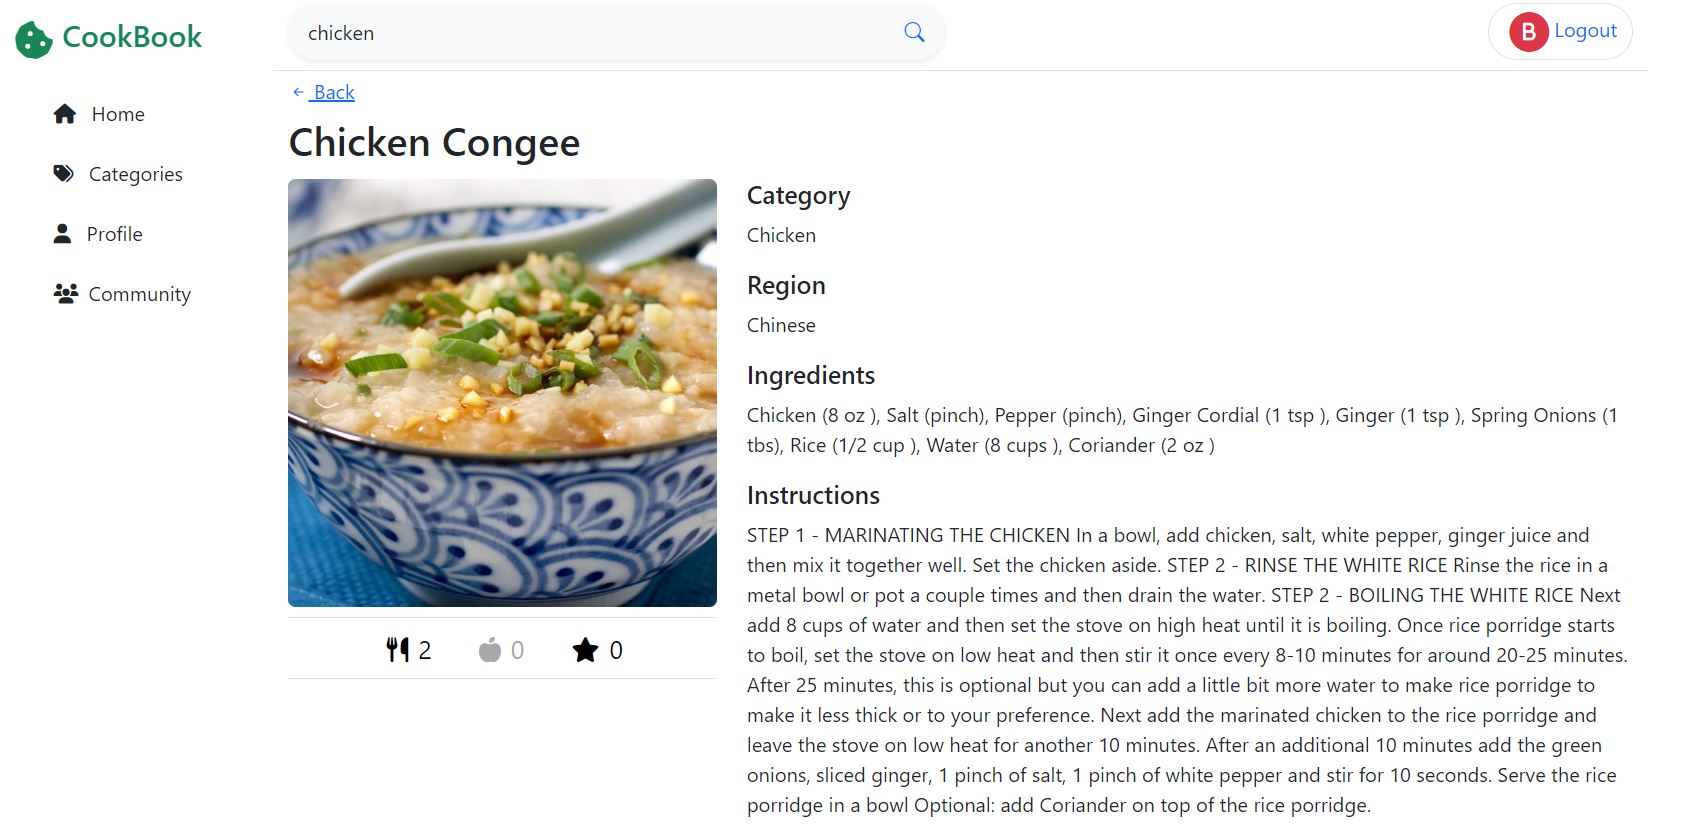 CookBook
chicken
B Logout
Home
Categories
Profile
Community
Back
Chicken Congee
2 0 0
Category
Chicken
Region
Chinese
Ingredients
Chicken (8 oz ), Salt (pinch), Pepper (pinch), Ginger Cordial (1 tsp ), Ginger (1 tsp ), Spring Onions (1
tbs), Rice (1/2 cup ), Water (8 cups ), Coriander (2 oz )
Instructions
STEP 1 - MARINATING THE CHICKEN In a bowl, add chicken, salt, white pepper, ginger juice and
then mix it together well. Set the chicken aside. STEP 2 - RINSE THE WHITE RICE Rinse the rice in a
metal bowl or pot a couple times and then drain the water. STEP 2 - BOILING THE WHITE RICE Next
add 8 cups of water and then set the stove on high heat until it is boiling. Once rice porridge starts
to boil, set the stove on low heat and then stir it once every 8-10 minutes for around 20-25 minutes.
After 25 minutes, this is optional but you can add a little bit more water to make rice porridge to
make it less thick or to your preference. Next add the marinated chicken to the rice porridge and
leave the stove on low heat for another 10 minutes. After an additional 10 minutes add the green
onions, sliced ginger, 1 pinch of salt, 1 pinch of white pepper and stir for 10 seconds. Serve the rice
porridge in a bowl Optional: add Coriander on top of the rice porridge.